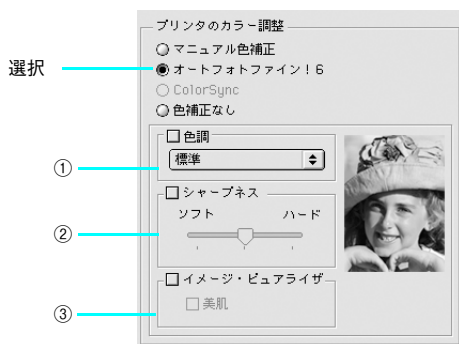 プリンタのカラー調整
マニュアル色補正
選択
オートフォトファイン！6
ColorSync
色補正なし
① 色調
標準
② シャープネス
ソフト ハード
③ イメージ・ピュアライザ
美肌